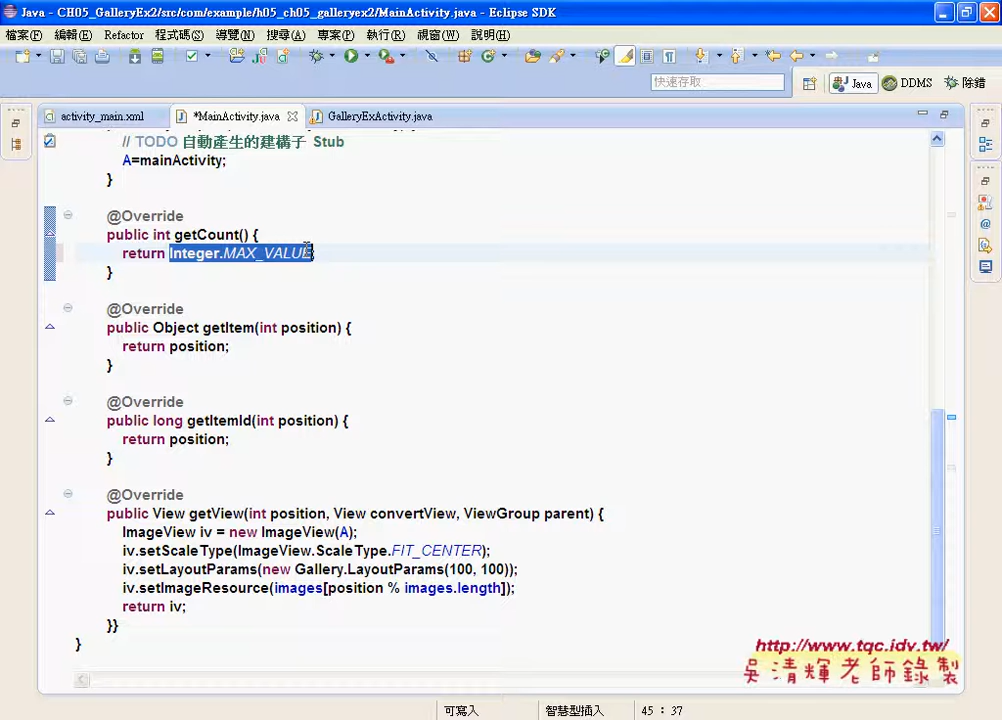 Java - CH05_GalleryEx2/src/com/example/h05_ch05_galleryex2/MainActivity.java - Eclipse SDK
檔案(F) 編輯(E) Refactor 程式碼(S) 導覽(N) 搜尋(A) 專案(P) 執行(R) 視窗(W) 說明(H)
快速存取 Java DDMS 除錯
activity_main.xml *MainActivity.java GalleryExActivity.java
// TODO 自動產生的建構子 Stub
A=mainActivity;
}
@Override
public int getCount() {
return Integer.MAX_VALUE;
}
@Override
public Object getItem(int position) {
return position;
}
@Override
public long getItemId(int position) {
return position;
}
@Override
public View getView(int position, View convertView, ViewGroup parent) {
ImageView iv = new ImageView(A);
iv.setScaleType(ImageView.ScaleType.FIT_CENTER);
iv.setLayoutParams(new Gallery.LayoutParams(100, 100));
iv.setImageResource(images[position % images.length]);
return iv;
}}
}
http://www.tqc.idv.tw/
吳清輝老師錄製
可寫入 智慧型插入 45 : 37